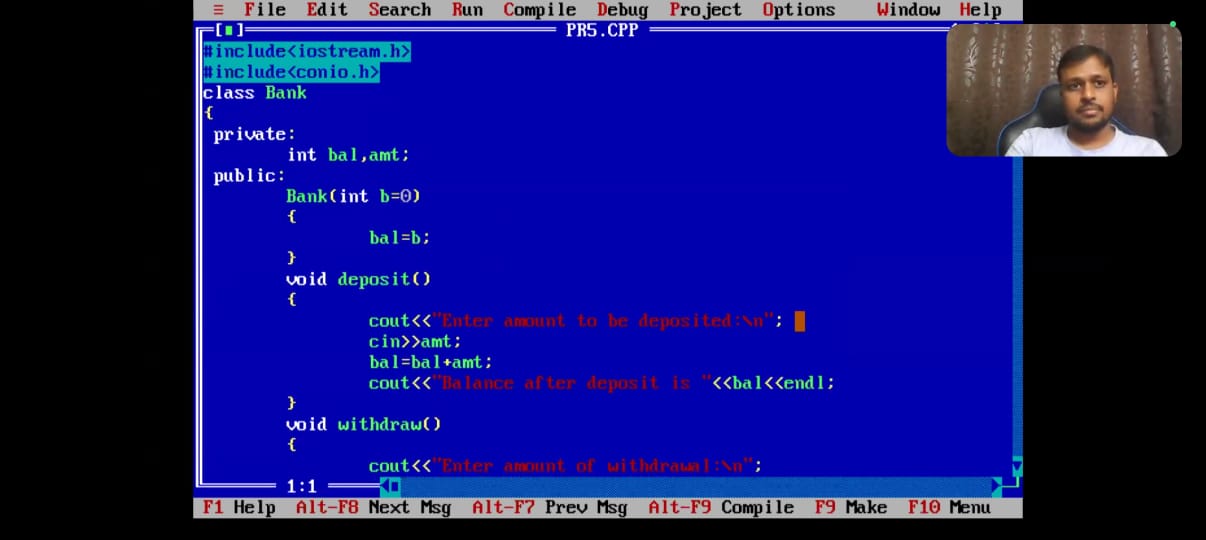 ≡ File Edit Search Run Compile Debug Project Options Window Help
[■] PR5.CPP
#include<iostream.h>
#include<conio.h>
class Bank
{
private:
int bal,amt;
public:
Bank(int b=0)
{
bal=b;
}
void deposit()
{
cout<<"Enter amount to be deposited:\n";
cin>>amt;
bal=bal+amt;
cout<<"Balance after deposit is "<<bal<<endl;
}
void withdraw()
{
cout<<"Enter amount of withdrawal:\n";
1:1
F1 Help Alt-F8 Next Msg Alt-F7 Prev Msg Alt-F9 Compile F9 Make F10 Menu